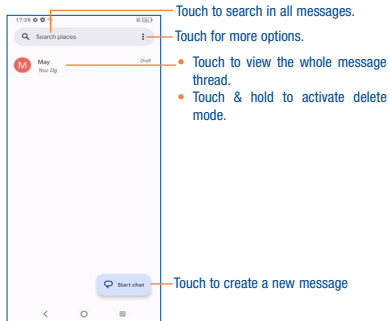 Touch to search in all messages.
17:29
Search places
Touch for more options.
May
Draft
You: Dg
Touch to view the whole message
thread.
Touch & hold to activate delete
mode.
Start chat
Touch to create a new message